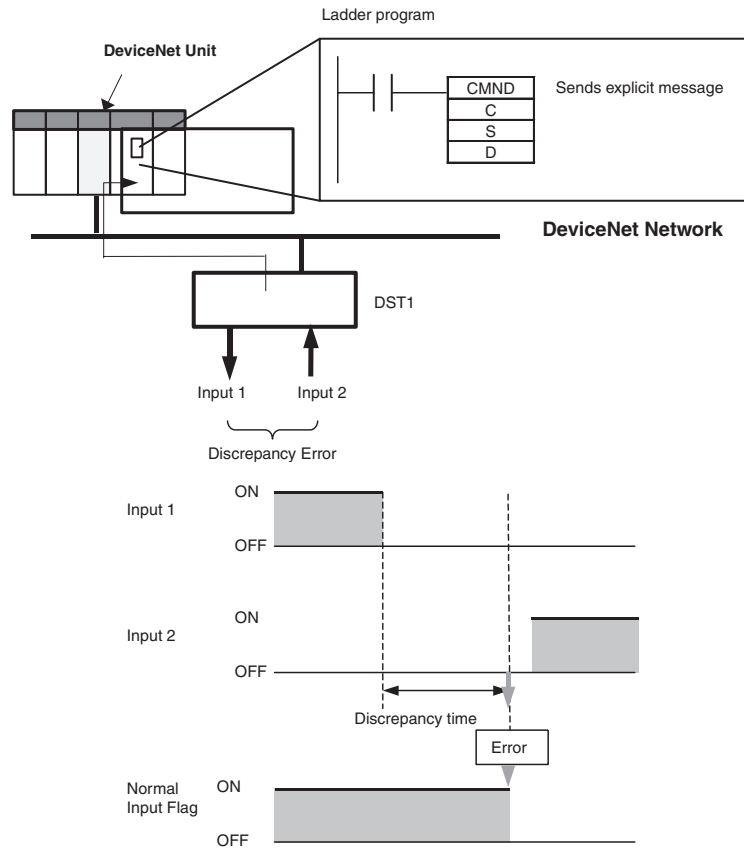 Ladder program
DeviceNet Unit
CMND
Sends explicit message
C
S
D
DeviceNet Network
DST1
Input 1
Input 2
Discrepancy Error
ON
Input 1
OFF
ON
Input 2
OFF
Discrepancy time
Error
Normal
Input Flag
ON
OFF